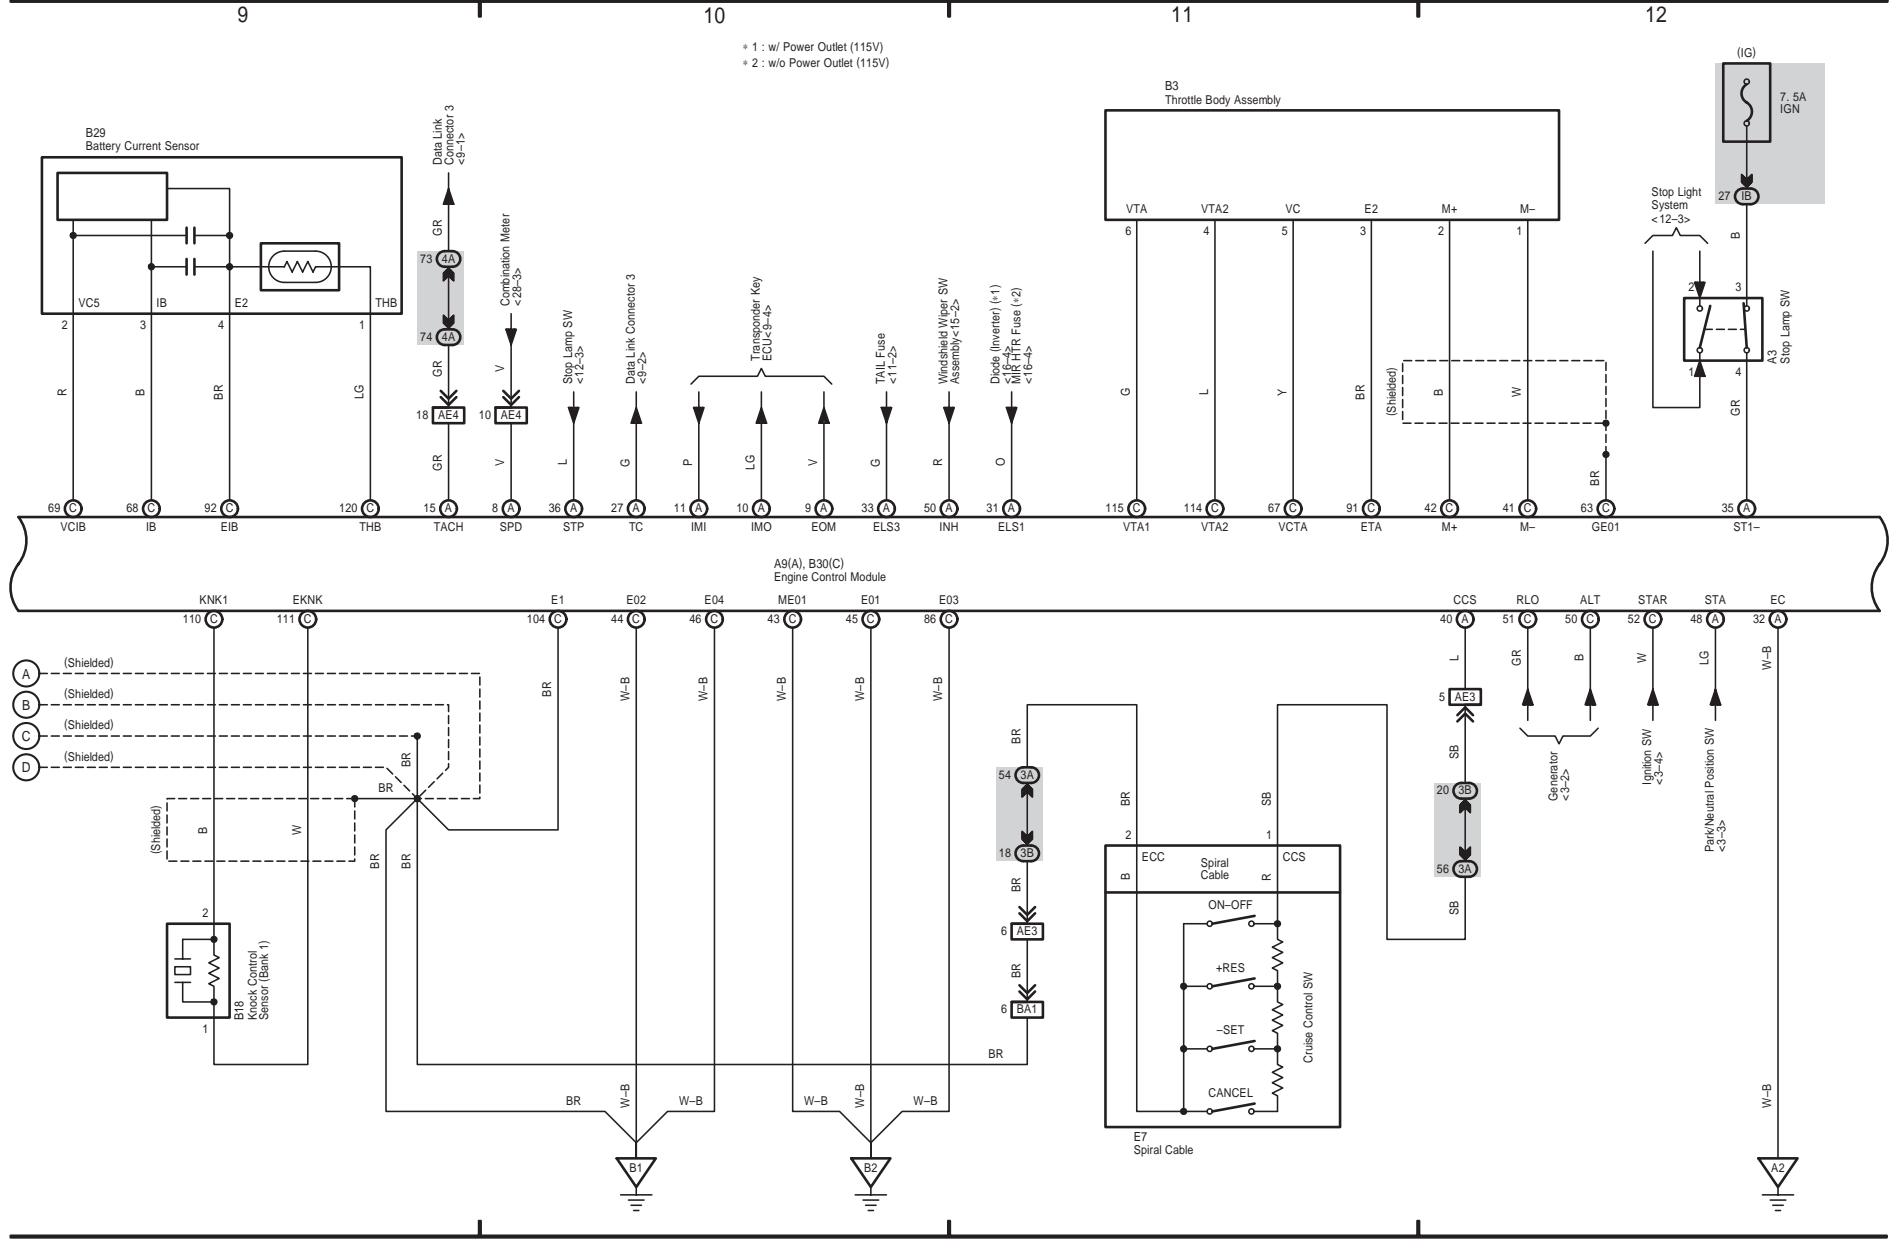 9
10
11
12
* 1 : w/ Power Outlet (115V)
* 2 : w/o Power Outlet (115V)
B29
Battery Current Sensor
VC5
IB
E2
THB
2
3
4
1
R
B
BR
LG
Data Link
Connector 3
<9–1>
GR
73
4A
74
4A
GR
18
AE4
GR
Combination Meter
<28–3>
V
10
AE4
V
Stop Lamp SW
<12–3>
L
Data Link Connector 3
<9–2>
G
Transponder Key
ECU<9–4>
P
LG
V
TAIL Fuse
<11–2>
G
Windshield Wiper SW
Assembly<15–2>
R
Diode (Inverter) (*1)
<16–4>
MIR HTR Fuse (*2)
<16–4>
O
B3
Throttle Body Assembly
VTA
VTA2
VC
E2
M+
M–
6
4
5
3
2
1
G
L
Y
BR
B
W
(Shielded)
BR
(IG)
7. 5A
IGN
27
IB
B
Stop Light
System
<12–3>
2
3
1
4
A3
Stop Lamp SW
GR
69
C
68
C
92
C
120
C
15
A
8
A
36
A
27
A
11
A
10
A
9
A
33
A
50
A
31
A
115
C
114
C
67
C
91
C
42
C
41
C
63
C
35
A
VCIB
IB
EIB
THB
TACH
SPD
STP
TC
IMI
IMO
EOM
ELS3
INH
ELS1
VTA1
VTA2
VCTA
ETA
M+
M–
GE01
ST1–
A9(A), B30(C)
Engine Control Module
KNK1
EKNK
E1
E02
E04
ME01
E01
E03
CCS
RLO
ALT
STAR
STA
EC
110
C
111
C
104
C
44
C
46
C
43
C
45
C
86
C
40
A
51
C
50
C
52
C
48
A
32
A
A
(Shielded)
B
(Shielded)
C
(Shielded)
D
(Shielded)
BR
BR
BR
BR
BR
(Shielded)
B
W
2
1
B18
Knock Control
Sensor (Bank 1)
W–B
W–B
W–B
W–B
W–B
BR
W–B
W–B
W–B
W–B
W–B
B1
B2
BR
54
3A
18
3B
BR
6
AE3
BR
6
BA1
BR
BR
SB
2
1
ECC
Spiral
Cable
CCS
B
R
ON–OFF
+RES
–SET
CANCEL
Cruise Control SW
E7
Spiral Cable
L
5
AE3
SB
20
3B
56
3A
SB
GR
B
Generator
<3–2>
W
Ignition SW
<3–4>
LG
Park/Neutral Position SW
<3–3>
W–B
W–B
A2